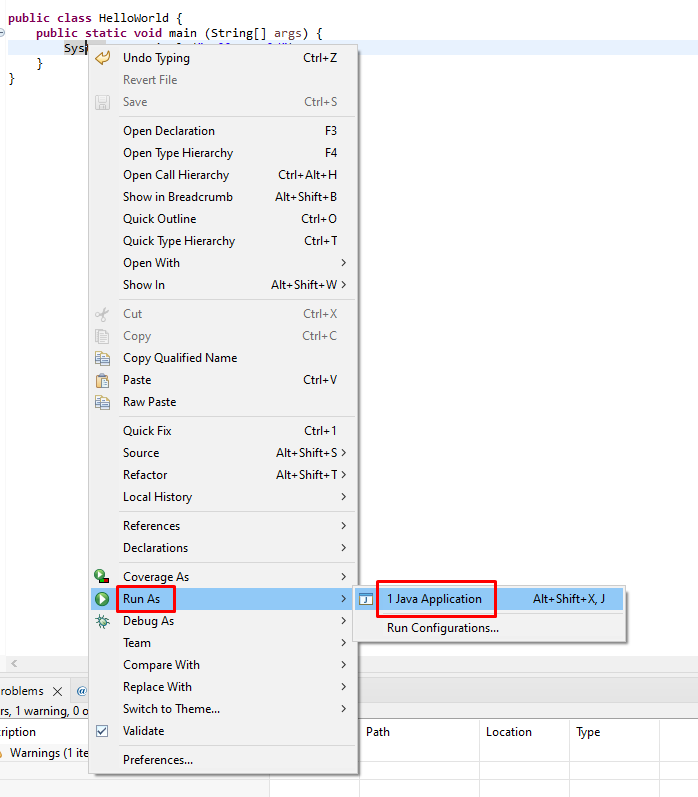 public class HelloWorld {
public static void main (String[] args) {
Sys
}
}
Undo Typing Ctrl+Z
Revert File
Save Ctrl+S
Open Declaration F3
Open Type Hierarchy F4
Open Call Hierarchy Ctrl+Alt+H
Show in Breadcrumb Alt+Shift+B
Quick Outline Ctrl+O
Quick Type Hierarchy Ctrl+T
Open With
Show In Alt+Shift+W
Cut Ctrl+X
Copy Ctrl+C
Copy Qualified Name
Paste Ctrl+V
Raw Paste
Quick Fix Ctrl+1
Source Alt+Shift+S
Refactor Alt+Shift+T
Local History
References
Declarations
Coverage As
Run As
1 Java Application Alt+Shift+X, J
Debug As
Run Configurations...
Team
Compare With
Replace With
Switch to Theme...
Validate
Preferences...
roblems @
rs, 1 warning, 0 o
ription Path Location Type
Warnings (1 ite